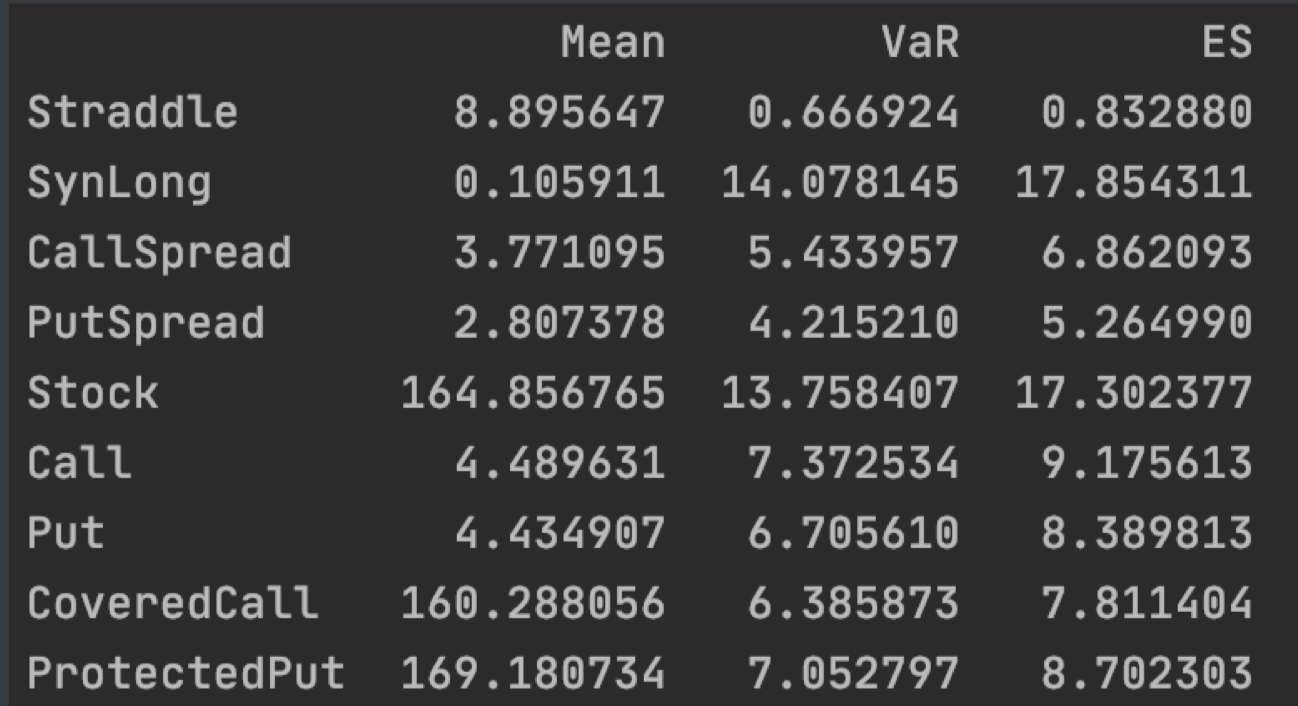 Mean VaR ES
Straddle 8.895647 0.666924 0.832880
SynLong 0.105911 14.078145 17.854311
CallSpread 3.771095 5.433957 6.862093
PutSpread 2.807378 4.215210 5.264990
Stock 164.856765 13.758407 17.302377
Call 4.489631 7.372534 9.175613
Put 4.434907 6.705610 8.389813
CoveredCall 160.288056 6.385873 7.811404
ProtectedPut 169.180734 7.052797 8.702303